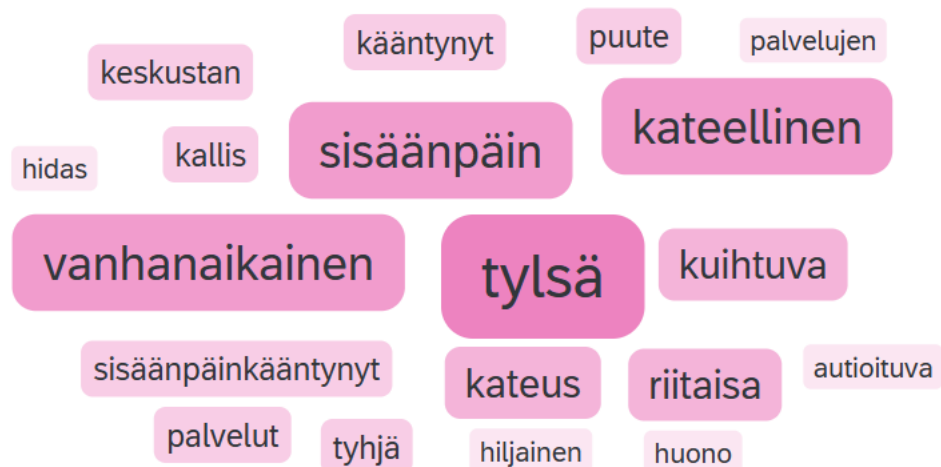 kääntynyt
puute
palvelujen
keskustan
sisäänpäin
kateellinen
kallis
hidas
vanhanaikainen
tylsä
kuihtuva
sisäänpäinkääntynyt
kateus
riitaisa
autioituva
palvelut
tyhjä
hiljainen
huono